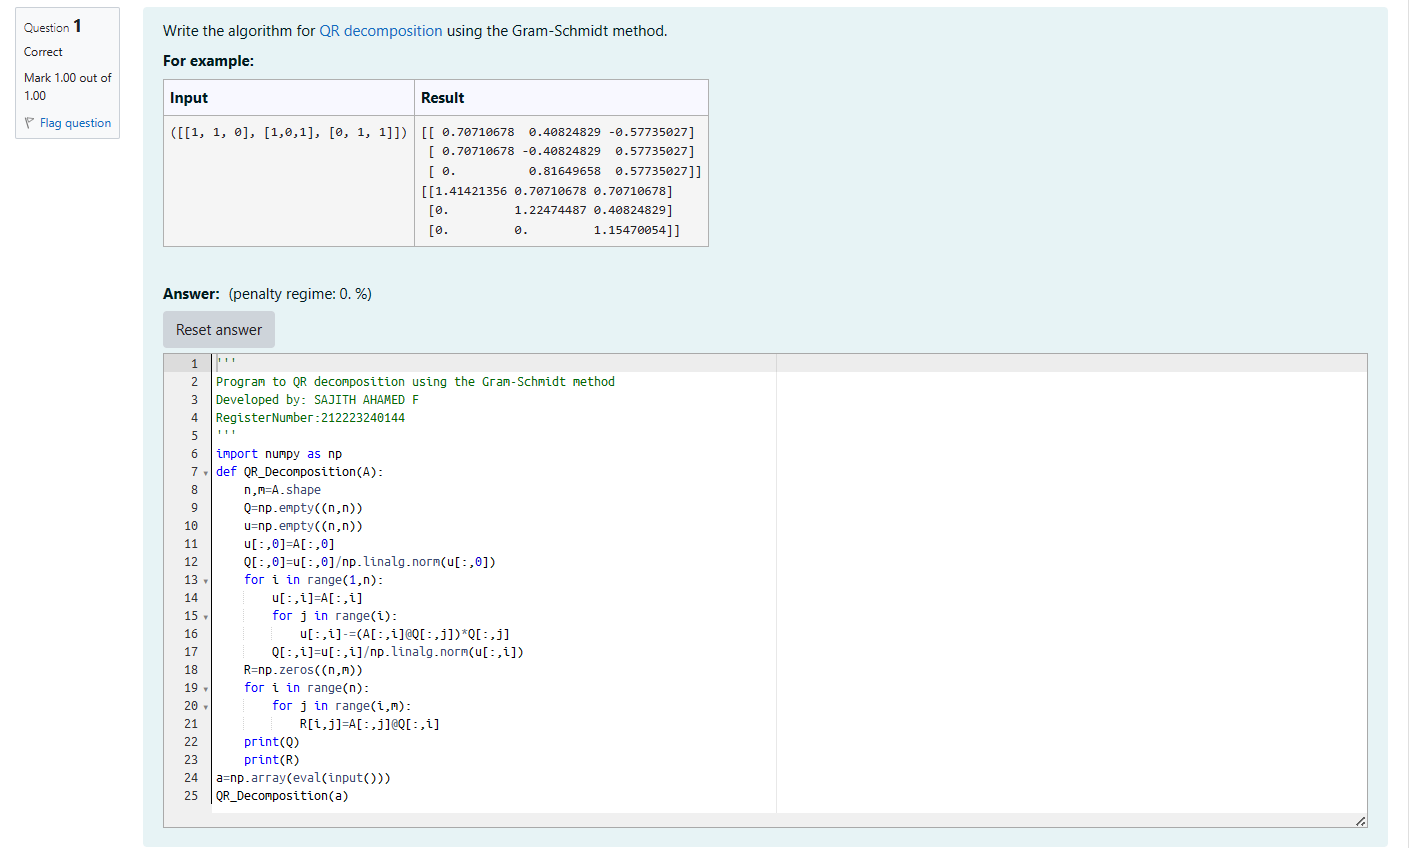 Question 1
Correct
Mark 1.00 out of
1.00
Flag question
Write the algorithm for QR decomposition using the Gram-Schmidt method.
For example:
Input Result
([[1, 1, 0], [1,0,1], [0, 1, 1]]) [[ 0.70710678  0.40824829 -0.57735027]
[ 0.70710678 -0.40824829  0.57735027]
[ 0.          0.81649658  0.57735027]]
[[1.41421356 0.70710678 0.70710678]
[0.         1.22474487 0.40824829]
[0.         0.         1.15470054]]
Answer: (penalty regime: 0. %)
Reset answer
1 '''
2 Program to QR decomposition using the Gram-Schmidt method
3 Developed by: SAJITH AHAMED F
4 RegisterNumber:212223240144
5 '''
6 import numpy as np
7 def QR_Decomposition(A):
8     n,m=A.shape
9     Q=np.empty((n,n))
10     u=np.empty((n,n))
11     u[:,0]=A[:,0]
12     Q[:,0]=u[:,0]/np.linalg.norm(u[:,0])
13     for i in range(1,n):
14         u[:,i]=A[:,i]
15         for j in range(i):
16             u[:,i]-=(A[:,i]@Q[:,j])*Q[:,j]
17         Q[:,i]=u[:,i]/np.linalg.norm(u[:,i])
18     R=np.zeros((n,m))
19     for i in range(n):
20         for j in range(i,m):
21             R[i,j]=A[:,j]@Q[:,i]
22     print(Q)
23     print(R)
24 a=np.array(eval(input()))
25 QR_Decomposition(a)